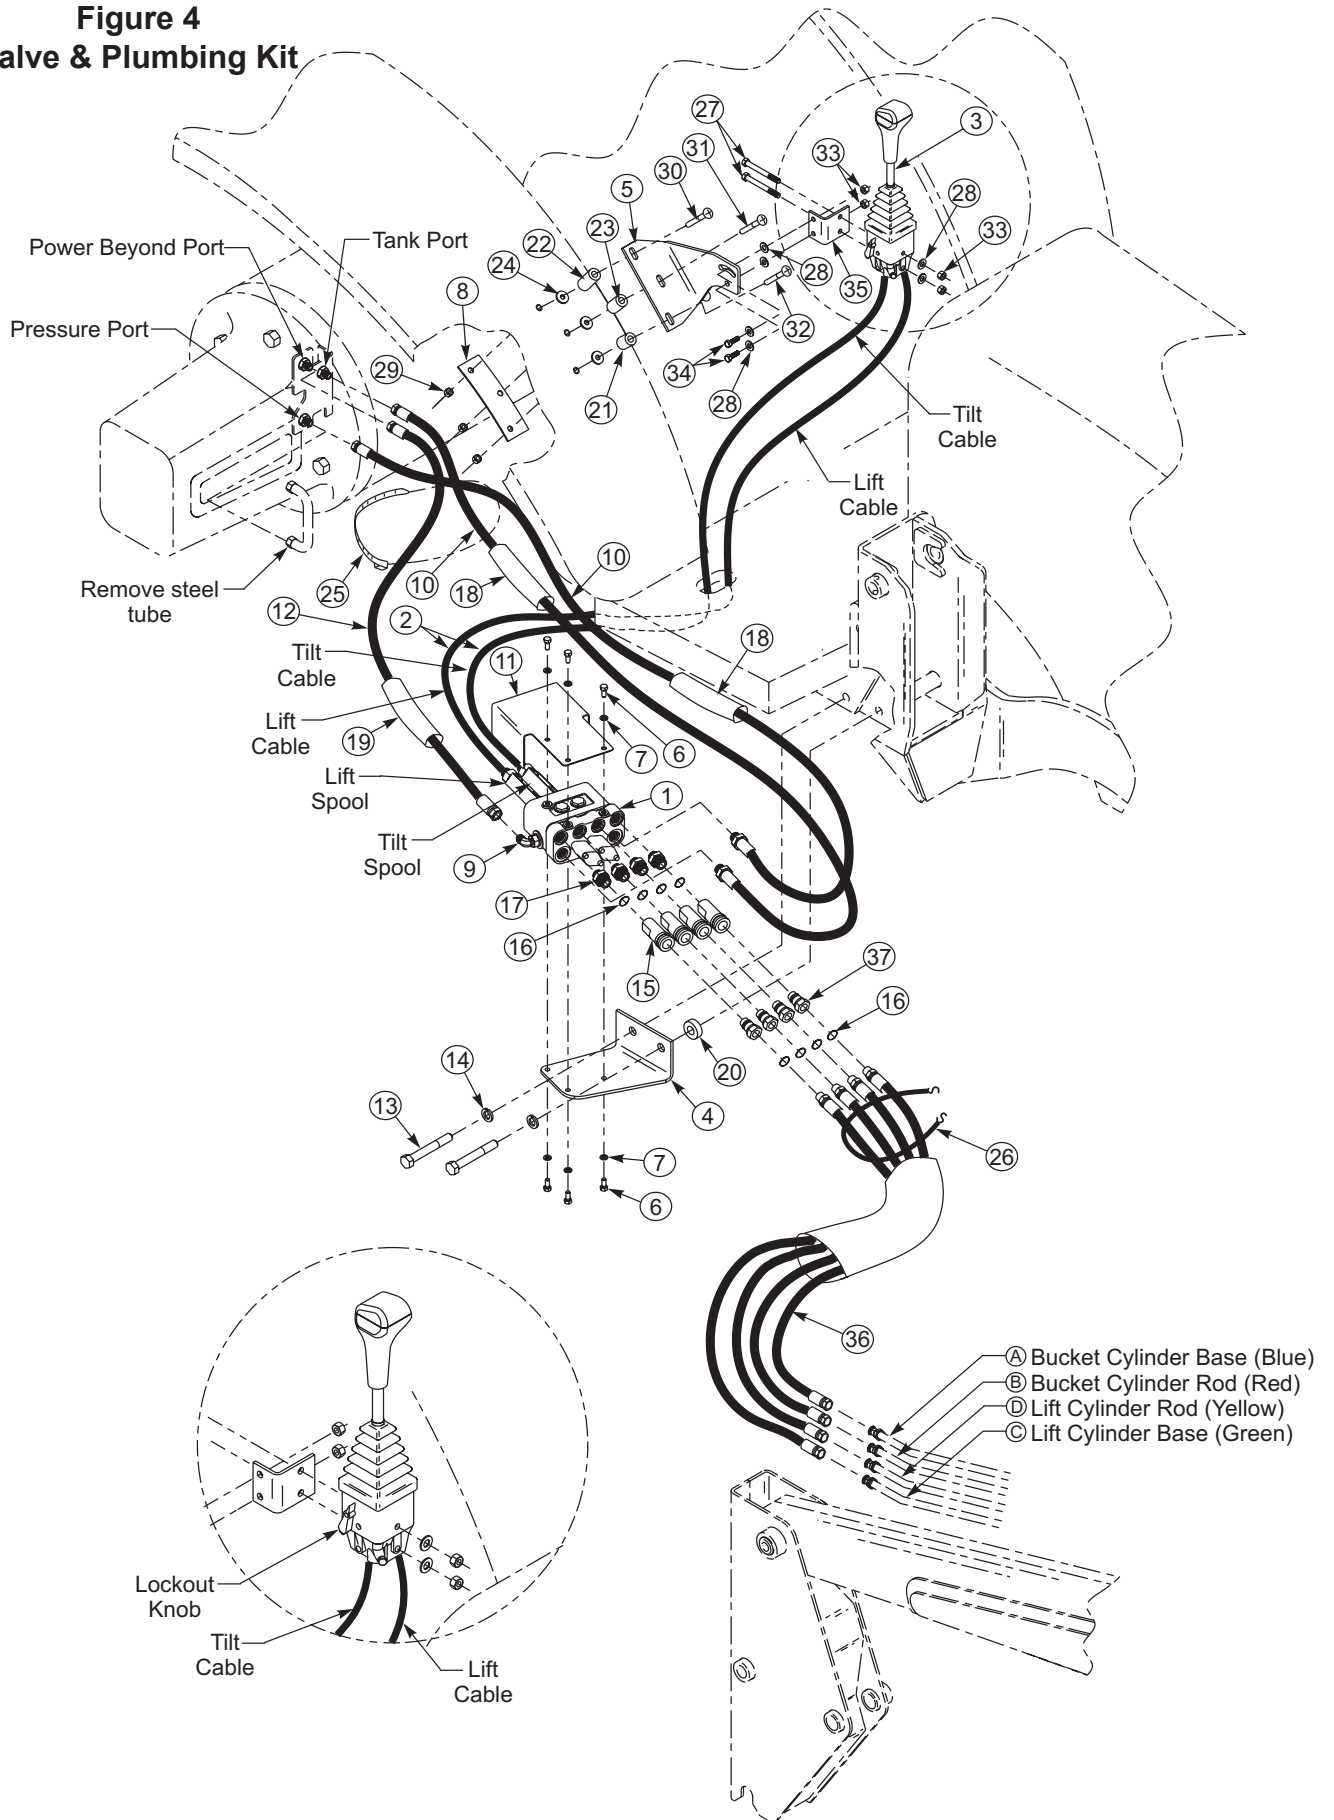 Figure 4
alve & Plumbing Kit
27
3
31
33
30
5
28
Power Beyond Port
Tank Port
23
33
22
24
8
28
35
Pressure Port
32
29
34
21
28
Tilt
Cable
Lift
Cable
Remove steel
tube
25
10
18
10
12
2
18
Tilt
Cable
11
Lift
Cable
19
7
6
Lift
Spool
1
Tilt
Spool
9
17
16
15
37
16
14
20
13
4
7
26
6
36
A Bucket Cylinder Base (Blue)
B Bucket Cylinder Rod (Red)
D Lift Cylinder Rod (Yellow)
C Lift Cylinder Base (Green)
Lockout
Knob
Tilt
Cable
Lift
Cable